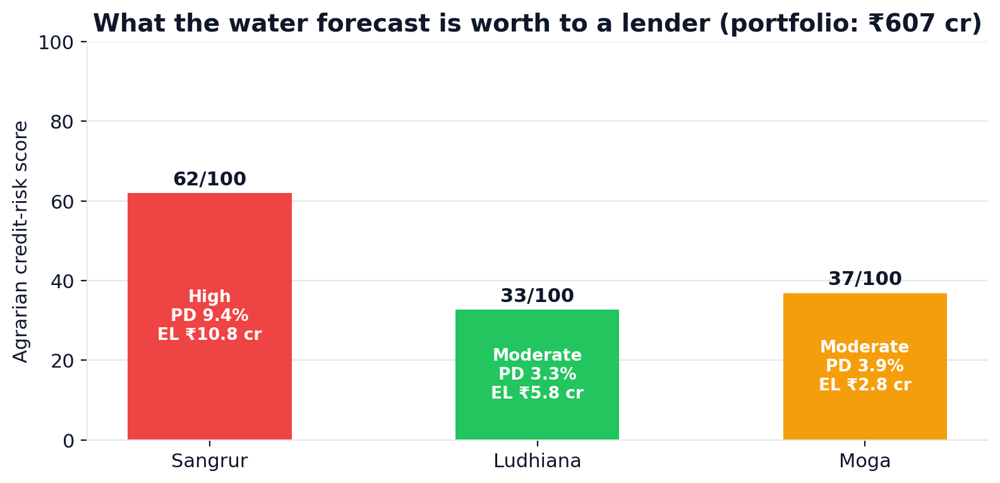 What the water forecast is worth to a lender (portfolio: ₹607 cr)
Agrarian credit-risk score
100
80
60
40
20
0
62/100
High
PD 9.4%
EL ₹10.8 cr
33/100
Moderate
PD 3.3%
EL ₹5.8 cr
37/100
Moderate
PD 3.9%
EL ₹2.8 cr
Sangrur
Ludhiana
Moga